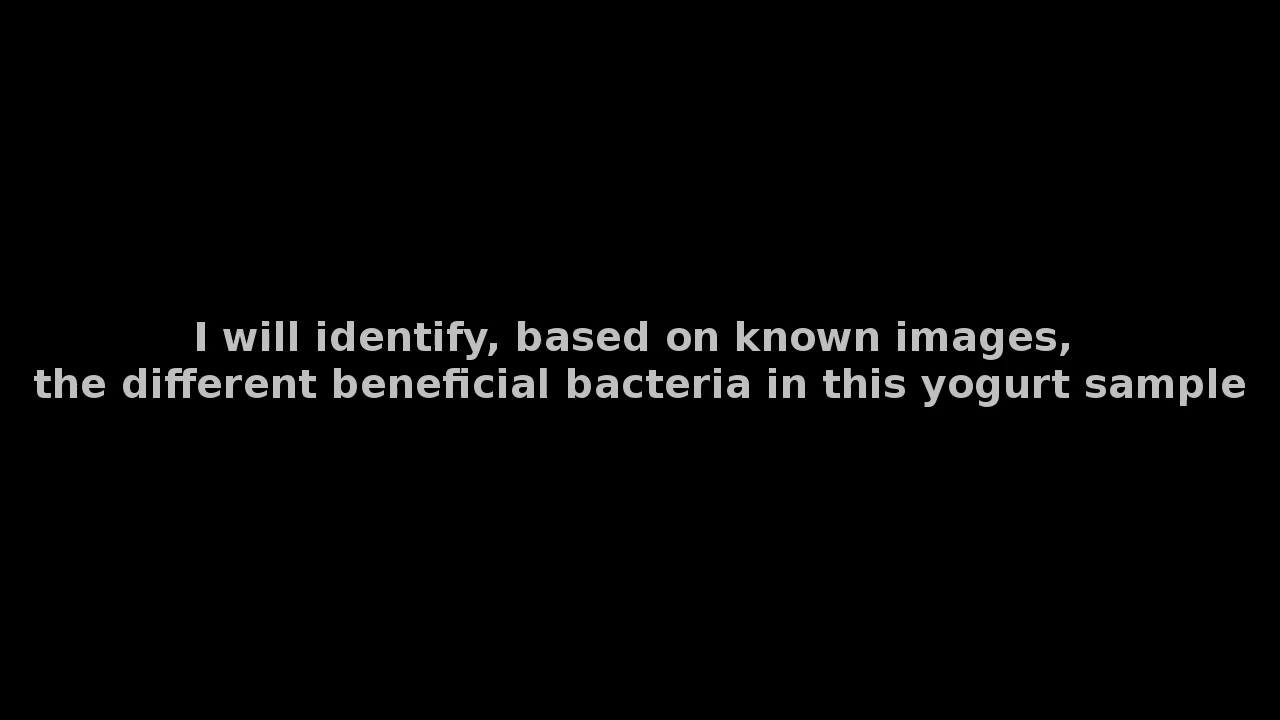 I will identify, based on known images,
the different beneficial bacteria in this yogurt sample